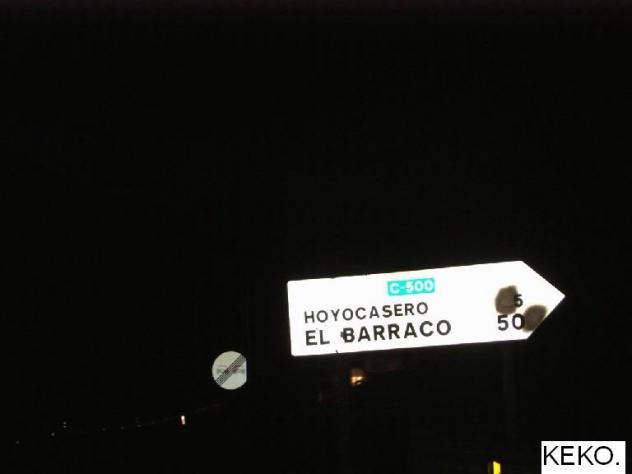 C-500
HOYOCASERO 5
EL BARRACO 50
KEKO.